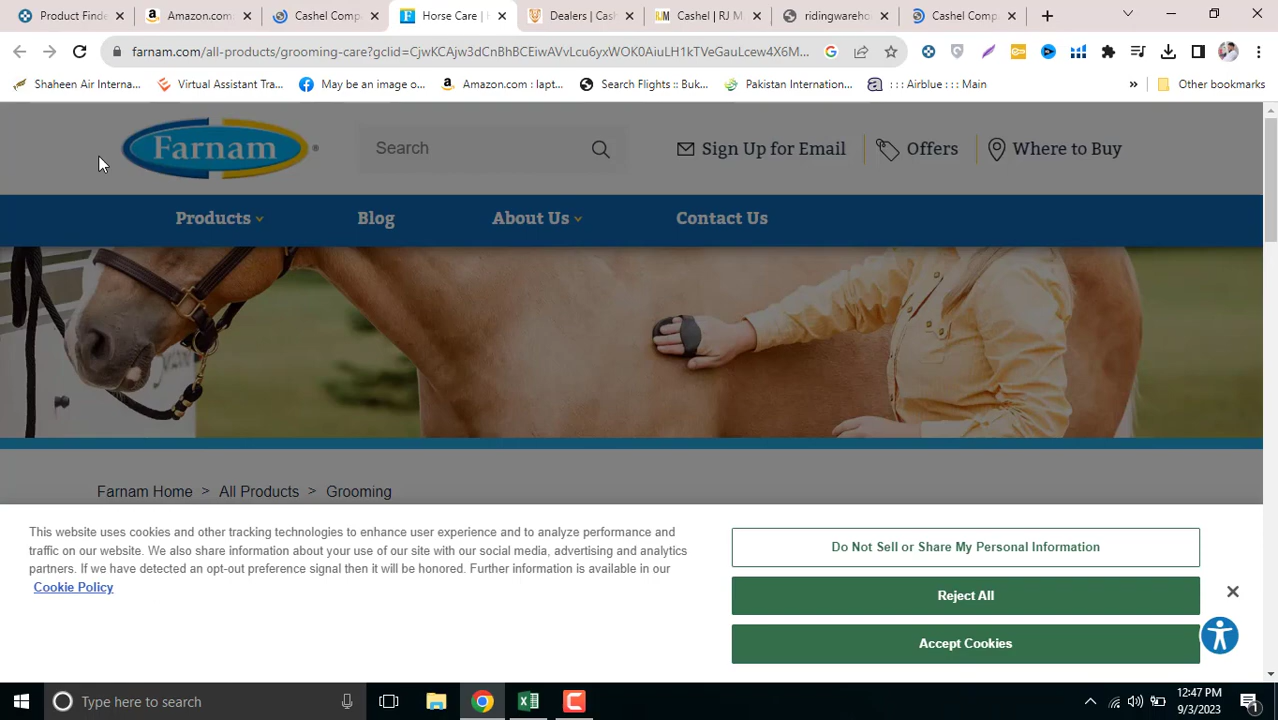 Product Finde
Amazon.com
Cashel Comp
Horse Care |
Dealers | Cash
Cashel | RJ M
ridingwareho
Cashel Comp
farnam.com/all-products/grooming-care?gclid=CjwKCAjw3dCnBhBCEiwAVvLcu6yxWOK0AiuLH1kTVeGauLcew4X6M...
Shaheen Air Interna...
Virtual Assistant Tra...
May be an image o...
Amazon.com : lapt...
Search Flights :: Buk...
Pakistan Internation...
: : : Airblue : : : Main
»
Other bookmarks
Farnam®
Search
Sign Up for Email
Offers
Where to Buy
Products
Blog
About Us
Contact Us
Farnam Home > All Products > Grooming
This website uses cookies and other tracking technologies to enhance user experience and to analyze performance and
traffic on our website. We also share information about your use of our site with our social media, advertising and analytics
partners. If we have detected an opt-out preference signal then it will be honored. Further information is available in our
Cookie Policy
Do Not Sell or Share My Personal Information
Reject All
Accept Cookies
Type here to search
12:47 PM
9/3/2023
1